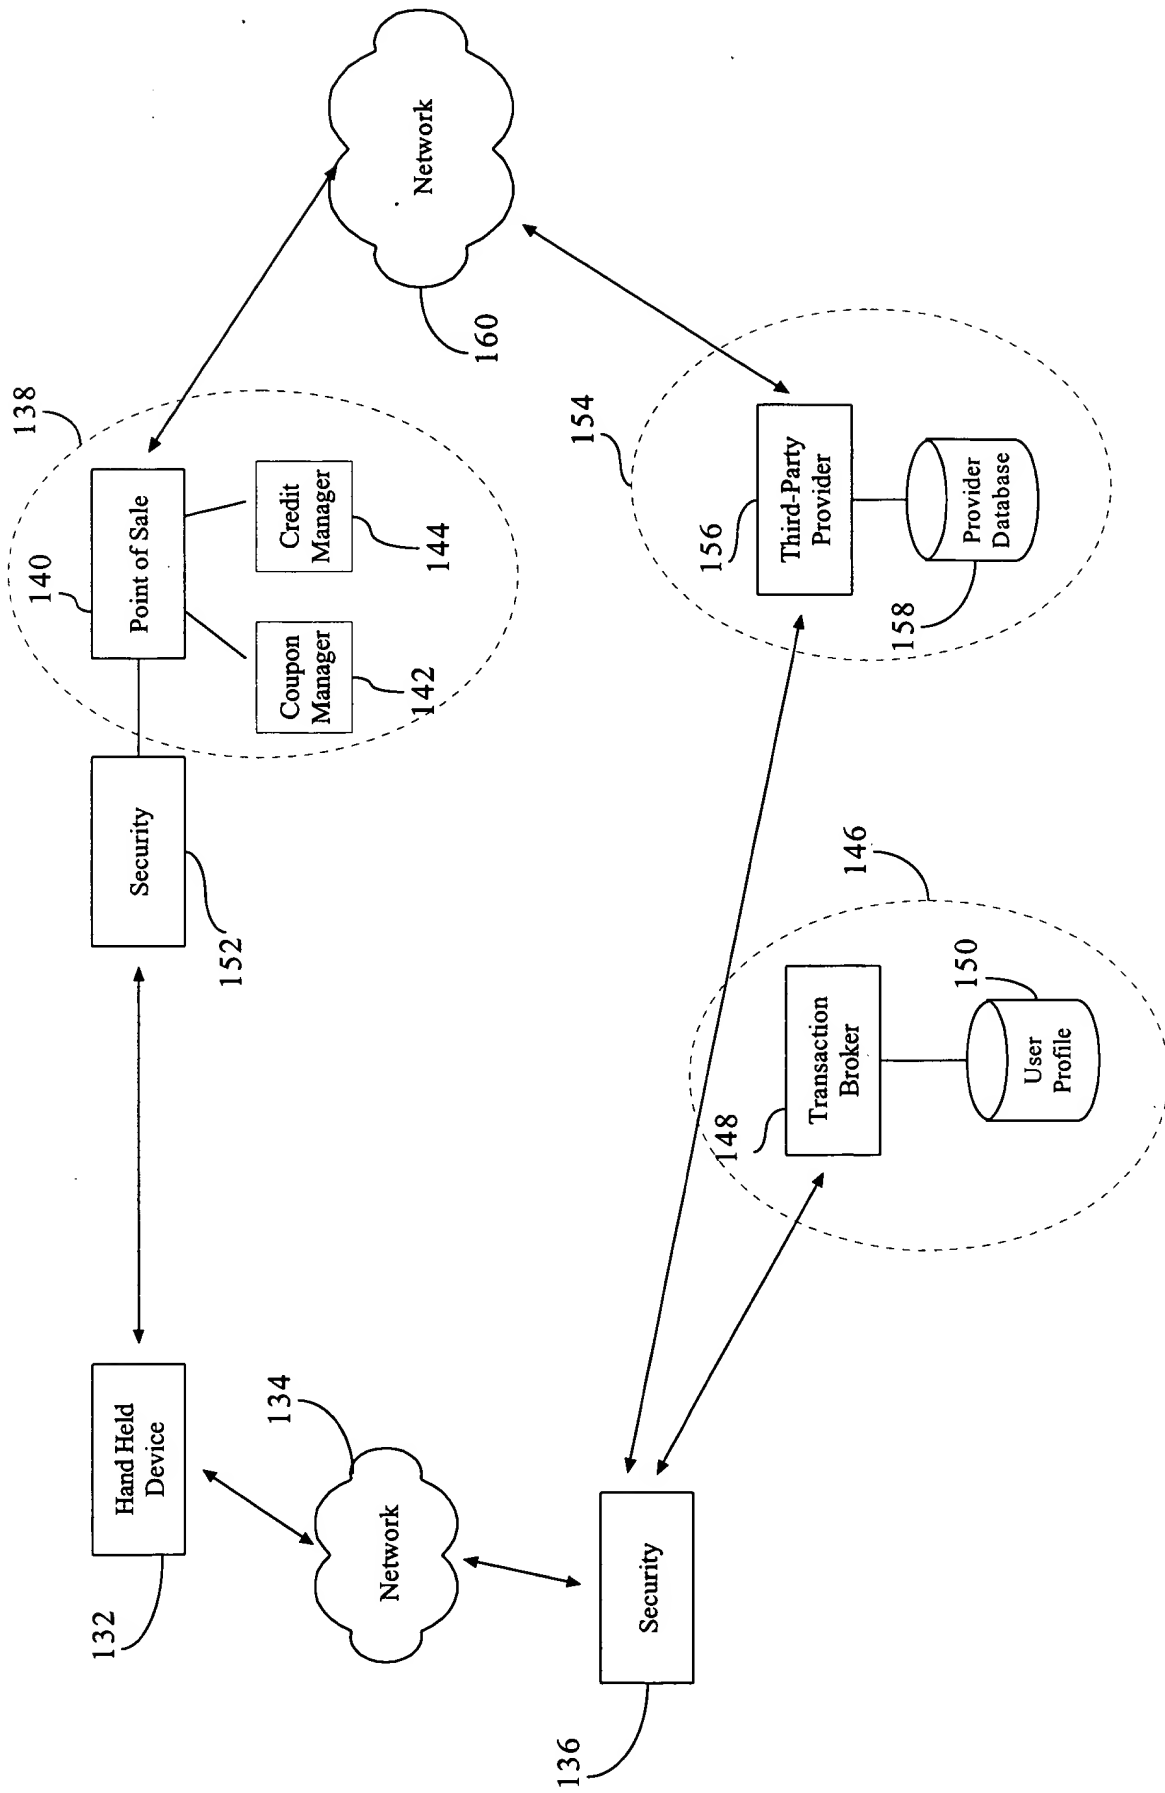 132
Hand Held
Device
134
Network
136
Security
152
Security
138
140
Point of Sale
142
Coupon
Manager
144
Credit
Manager
160
Network
146
148
Transaction
Broker
150
User
Profile
154
156
Third-Party
Provider
158
Provider
Database